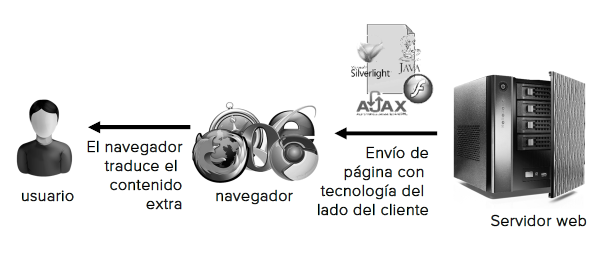 Silverlight
JAVA
AJAX
El navegador
traduce el
contenido
extra
Envío de
página con
tecnología del
lado del cliente
usuario
navegador
Servidor web